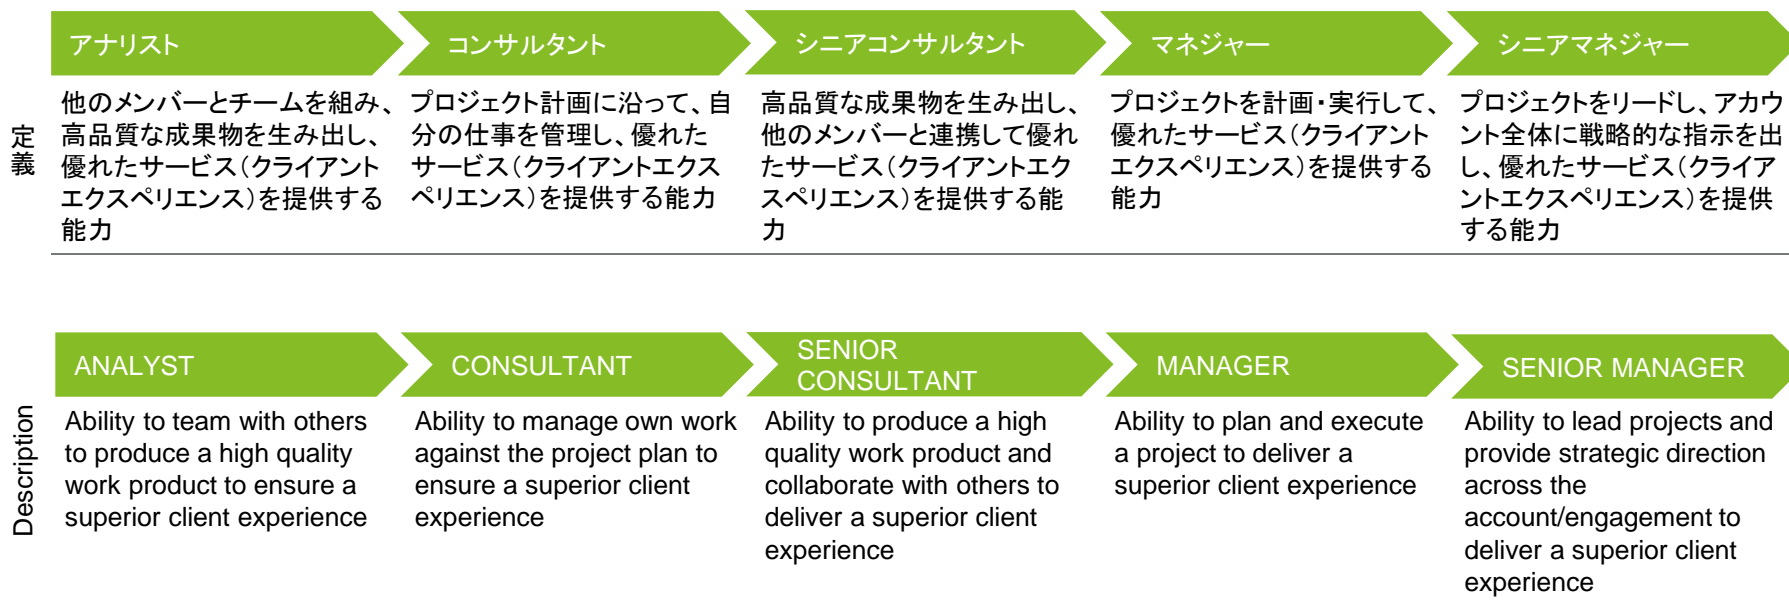 アナリスト
コンサルタント
シニアコンサルタント
マネジャー
シニアマネジャー
定義
他のメンバーとチームを組み、
高品質な成果物を生み出し、
優れたサービス(クライアント
エクスペリエンス)を提供する
能力
プロジェクト計画に沿って、自
分の仕事を管理し、優れた
サービス(クライアントエクス
ペリエンス)を提供する能力
高品質な成果物を生み出し、
他のメンバーと連携して優れ
たサービス(クライアントエク
スペリエンス)を提供する能
力
プロジェクトを計画・実行して、
優れたサービス(クライアント
エクスペリエンス)を提供する
能力
プロジェクトをリードし、アカウ
ント全体に戦略的な指示を出
し、優れたサービス(クライア
ントエクスペリエンス)を提供
する能力
ANALYST
CONSULTANT
SENIOR
CONSULTANT
MANAGER
SENIOR MANAGER
Description
Ability to team with others
to produce a high quality
work product to ensure a
superior client experience
Ability to manage own work
against the project plan to
ensure a superior client
experience
Ability to produce a high
quality work product and
collaborate with others to
deliver a superior client
experience
Ability to plan and execute
a project to deliver a
superior client experience
Ability to lead projects and
provide strategic direction
across the
account/engagement to
deliver a superior client
experience